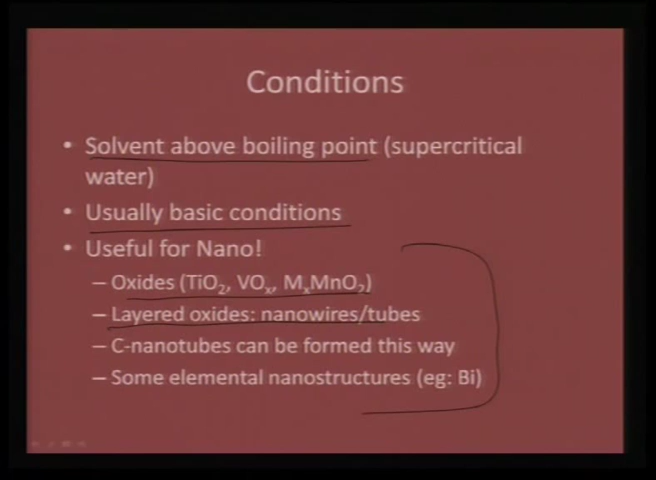 Conditions
• Solvent above boiling point (supercritical
water)
• Usually basic conditions
• Useful for Nano!
– Oxides (TiO₂, VOₓ, MₓMnO₂)
– Layered oxides: nanowires/tubes
– C-nanotubes can be formed this way
– Some elemental nanostructures (eg: Bi)